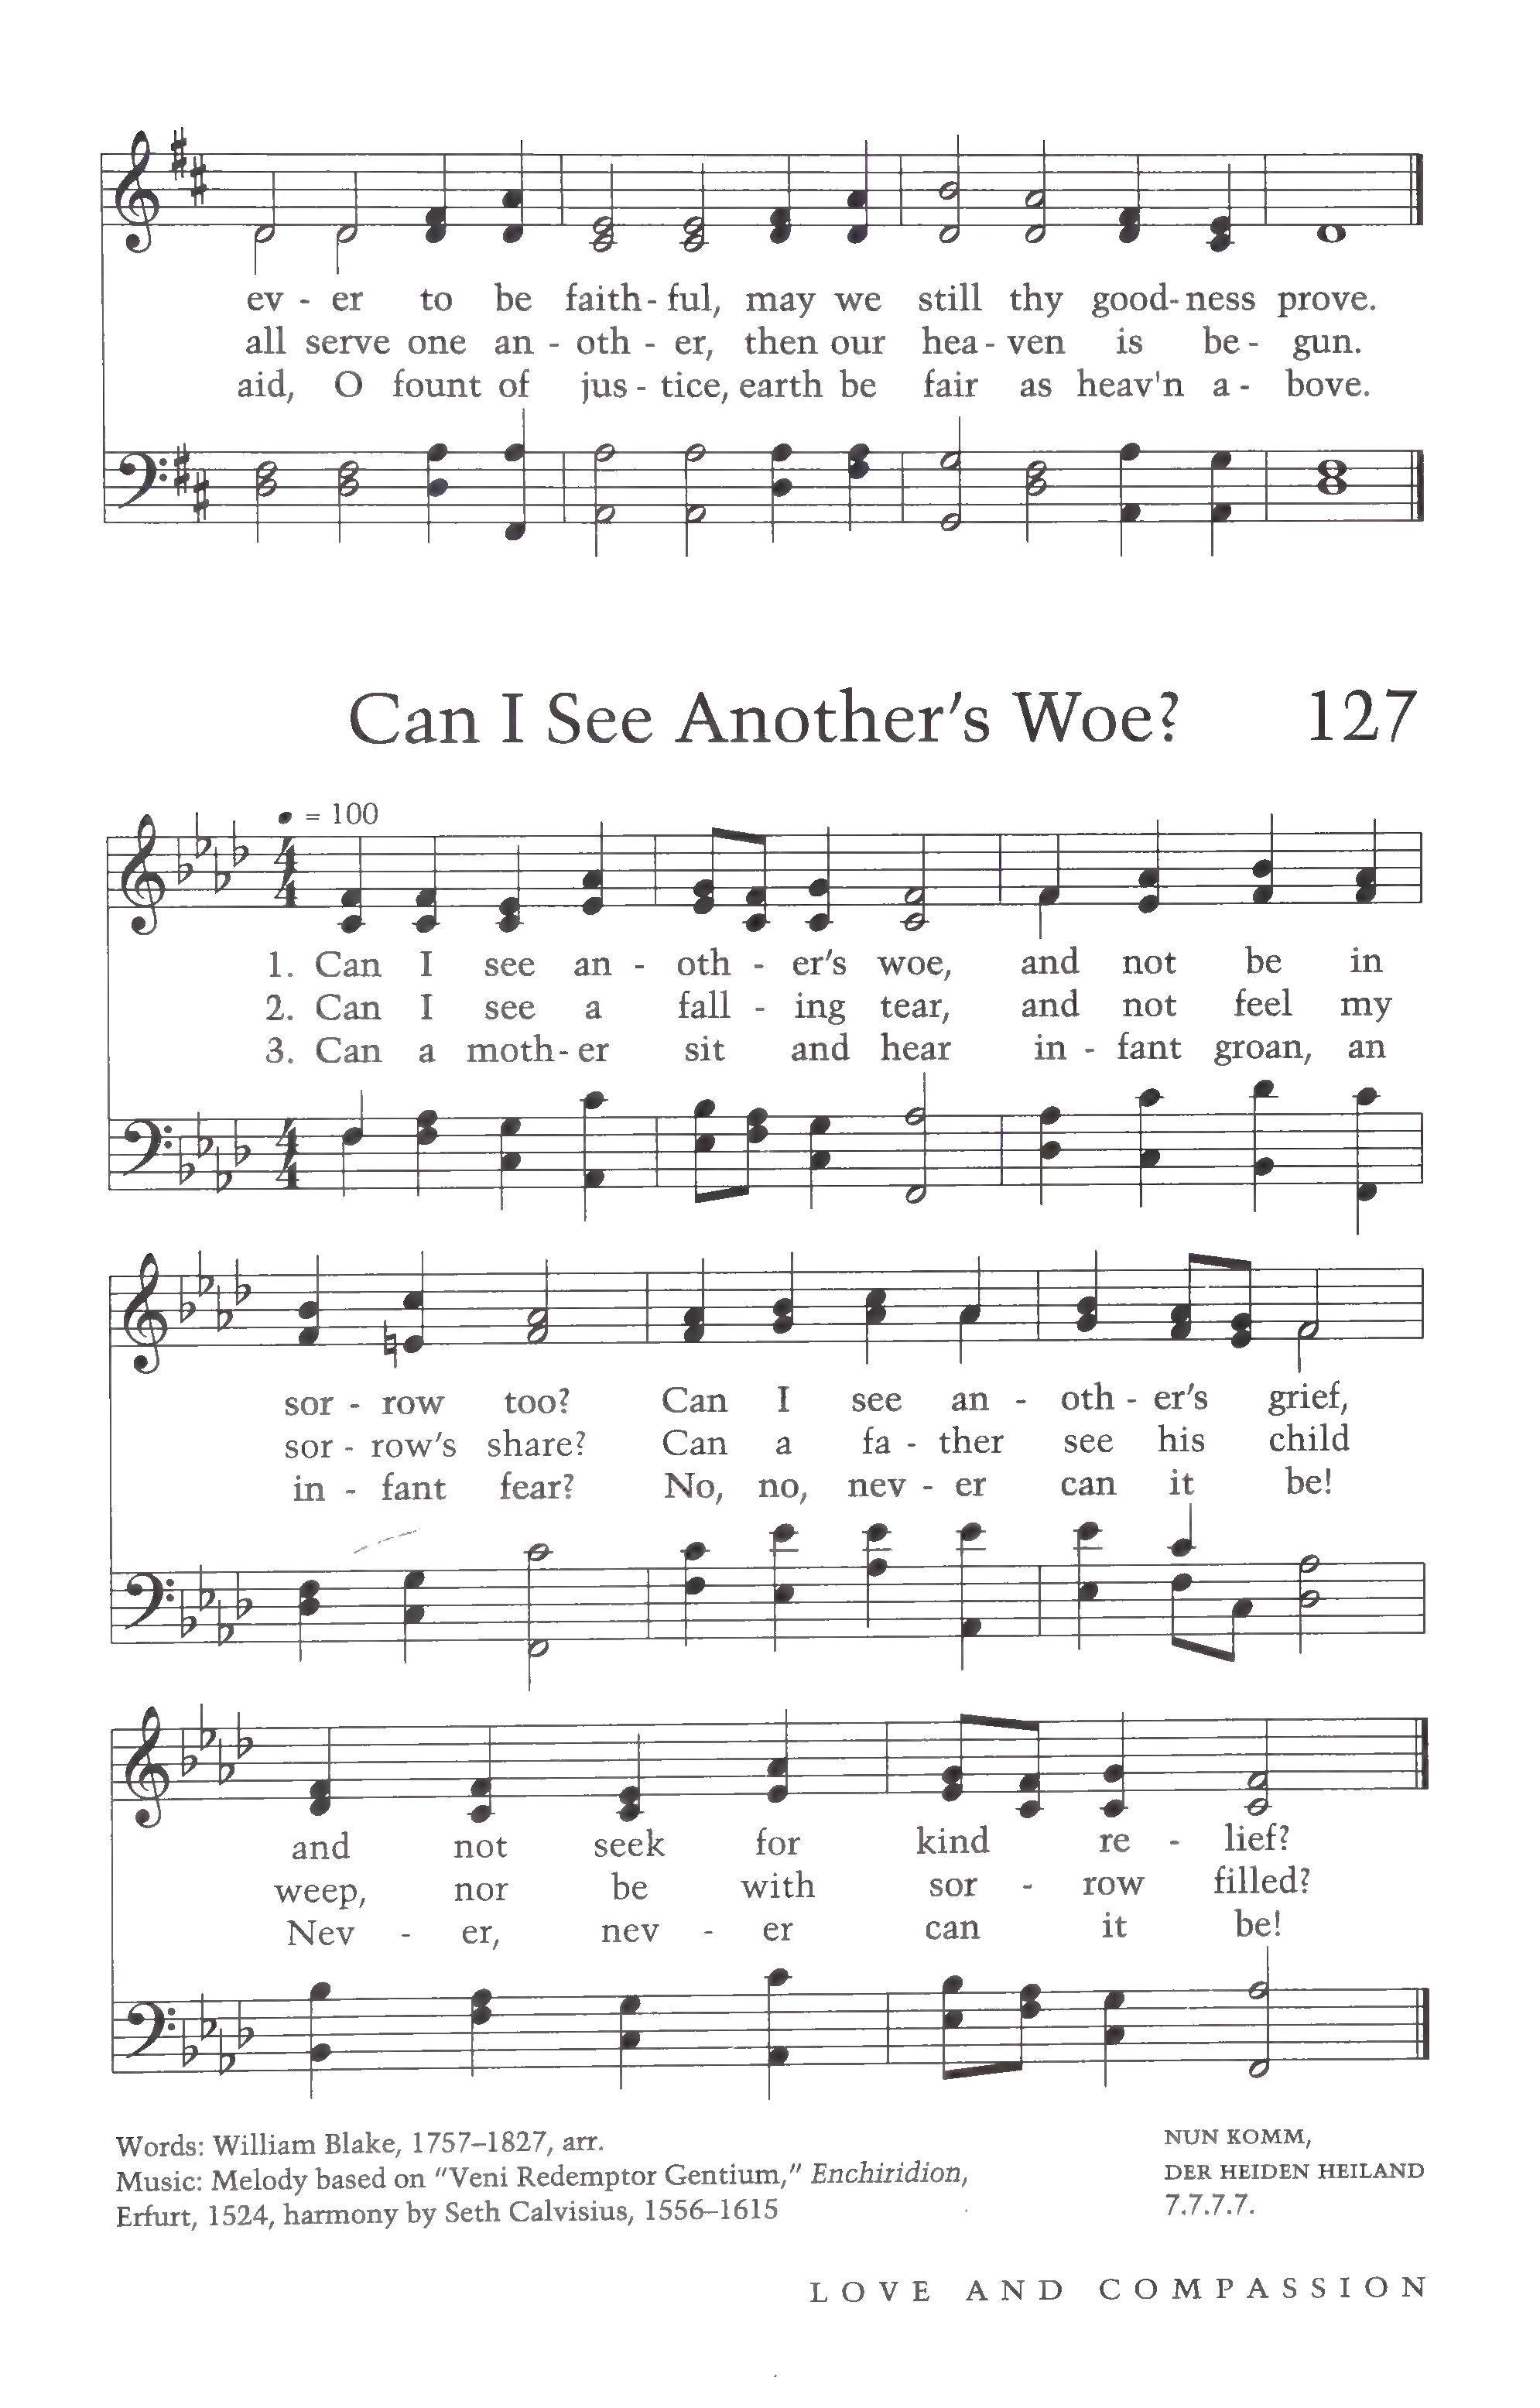 ev - er to be faith - ful, may we still thy good - ness prove.
all serve one an - oth - er, then our hea - ven is be - gun.
aid, O fount of jus - tice, earth be fair as heav'n a - bove.
Can I See Another's Woe? 127
= 100
1. Can I see an - oth - er's woe, and not be in
2. Can I see a fall - ing tear, and not feel my
3. Can a moth - er sit and hear in - fant groan, an
sor - row too? Can I see an - oth - er's grief,
sor - row's share? Can a fa - ther see his child
in - fant fear? No, no, nev - er can it be!
and not seek for kind re - lief?
weep, nor be with sor - row filled?
Nev - er, nev - er can it be!
Words: William Blake, 1757–1827, arr.
Music: Melody based on "Veni Redemptor Gentium," Enchiridion,
Erfurt, 1524, harmony by Seth Calvisius, 1556–1615
NUN KOMM,
DER HEIDEN HEILAND
7.7.7.7.
LOVE AND COMPASSION